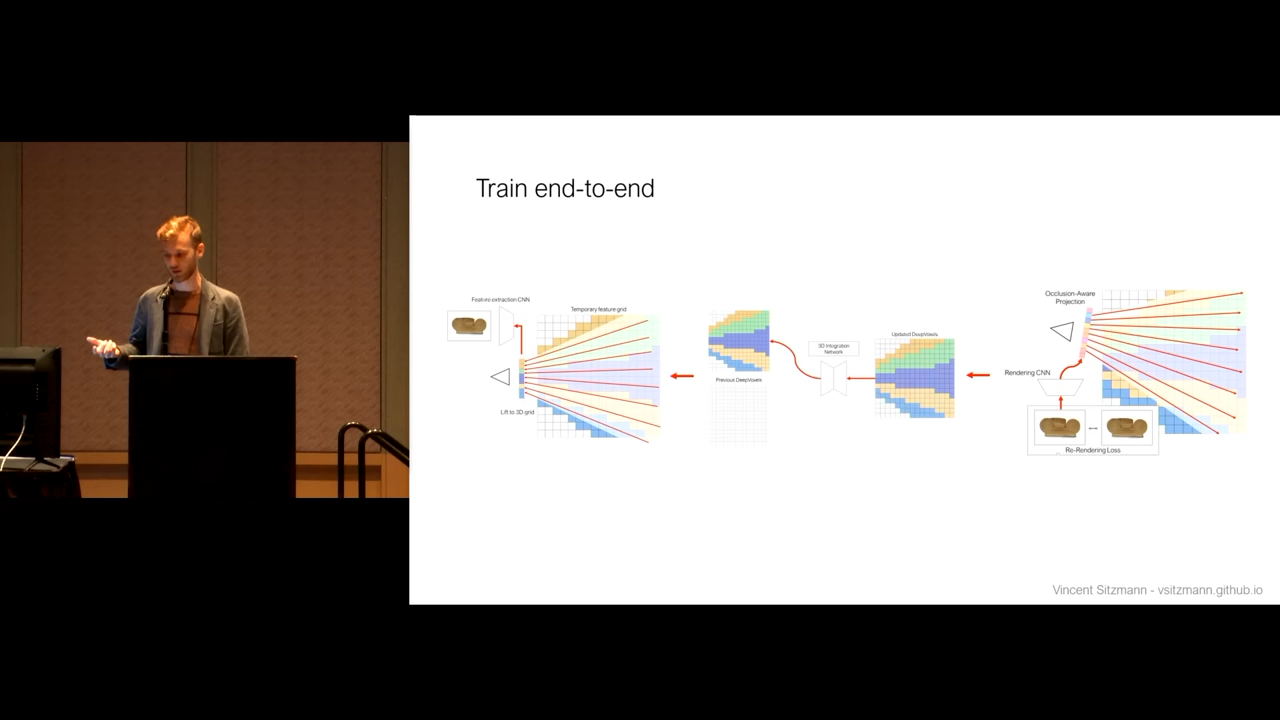 Train end-to-end
Feature extraction CNN
Temporary feature grid
Lift to 3D grid
Previous DeepVoxels
3D Integration
Network
Updated DeepVoxels
Occlusion-Aware
Projection
Rendering CNN
Re-Rendering Loss
Vincent Sitzmann - vsitzmann.github.io